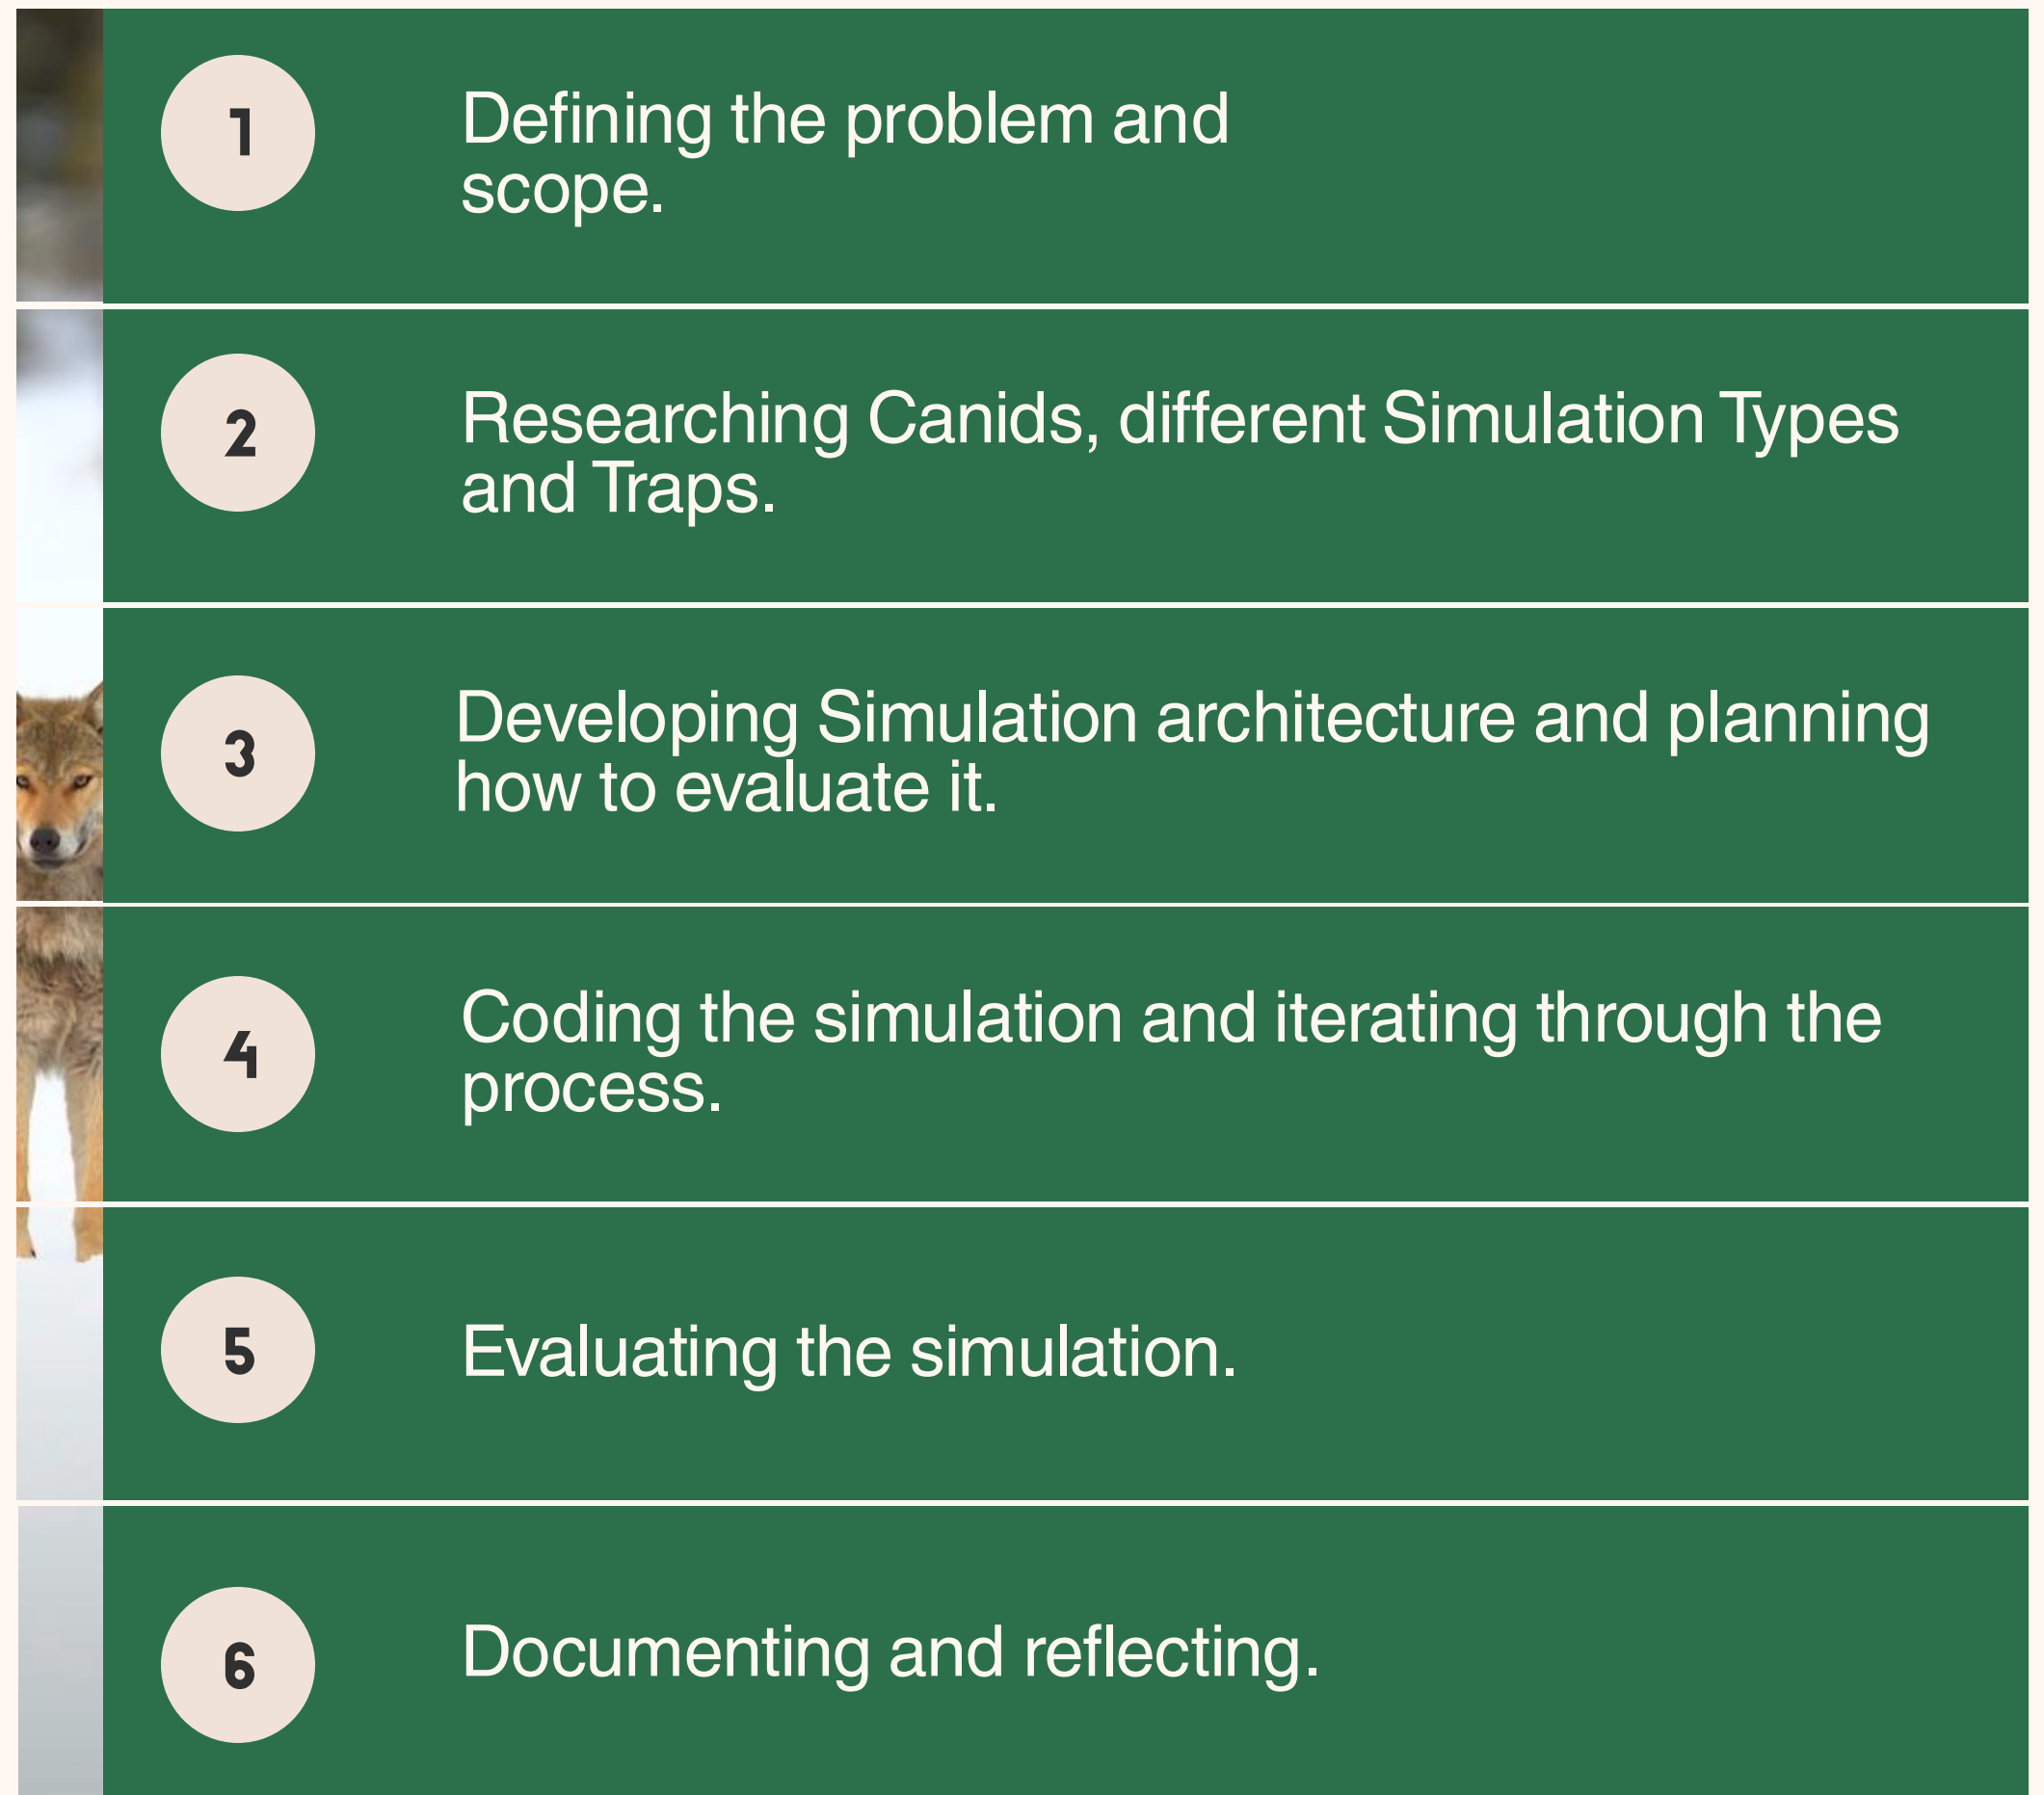 1
Defining the problem and
scope.
2
Researching Canids, different Simulation Types
and Traps.
3
Developing Simulation architecture and planning
how to evaluate it.
4
Coding the simulation and iterating through the
process.
5
Evaluating the simulation.
6
Documenting and reflecting.